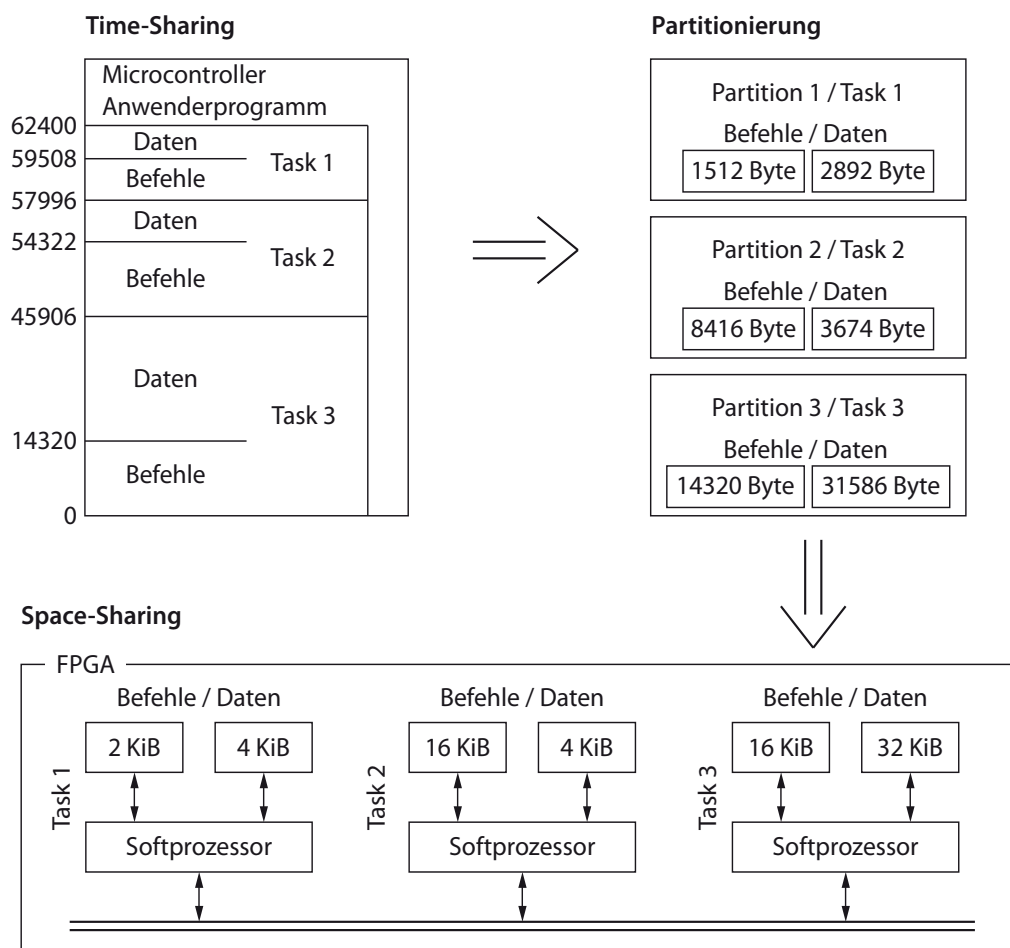 Time-Sharing
Microcontroller
Anwenderprogramm
62400
Daten
59508
Task 1
Befehle
57996
Daten
54322
Task 2
Befehle
45906
Daten
Task 3
14320
Befehle
0
Partitionierung
Partition 1 / Task 1
Befehle / Daten
1512 Byte 2892 Byte
Partition 2 / Task 2
Befehle / Daten
8416 Byte 3674 Byte
Partition 3 / Task 3
Befehle / Daten
14320 Byte 31586 Byte
Space-Sharing
FPGA
Befehle / Daten
2 KiB 4 KiB
Task 1
Softprozessor
Befehle / Daten
16 KiB 4 KiB
Task 2
Softprozessor
Befehle / Daten
16 KiB 32 KiB
Task 3
Softprozessor